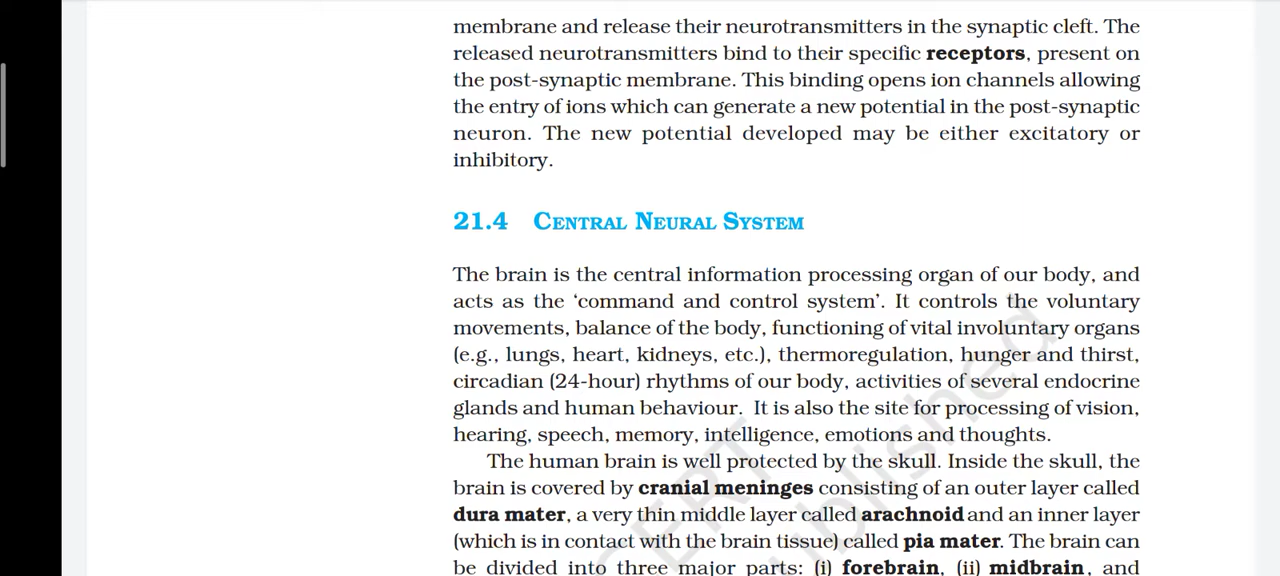 membrane and release their neurotransmitters in the synaptic cleft. The
released neurotransmitters bind to their specific receptors, present on
the post-synaptic membrane. This binding opens ion channels allowing
the entry of ions which can generate a new potential in the post-synaptic
neuron. The new potential developed may be either excitatory or
inhibitory.
21.4 Central Neural System
The brain is the central information processing organ of our body, and
acts as the ‘command and control system’. It controls the voluntary
movements, balance of the body, functioning of vital involuntary organs
(e.g., lungs, heart, kidneys, etc.), thermoregulation, hunger and thirst,
circadian (24-hour) rhythms of our body, activities of several endocrine
glands and human behaviour. It is also the site for processing of vision,
hearing, speech, memory, intelligence, emotions and thoughts.
The human brain is well protected by the skull. Inside the skull, the
brain is covered by cranial meninges consisting of an outer layer called
dura mater, a very thin middle layer called arachnoid and an inner layer
(which is in contact with the brain tissue) called pia mater. The brain can
be divided into three major parts: (i) forebrain, (ii) midbrain, and